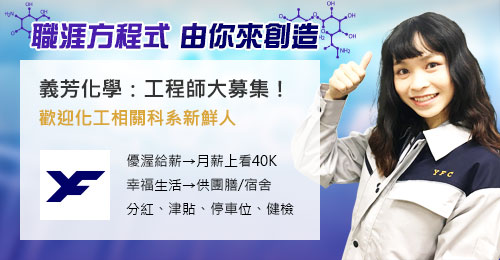 職涯方程式 由你來創造
義芳化學：工程師大募集！
歡迎化工相關科系新鮮人
優渥給薪→月薪上看40K
幸福生活→供團膳/宿舍
分紅、津貼、停車位、健檢
YFC